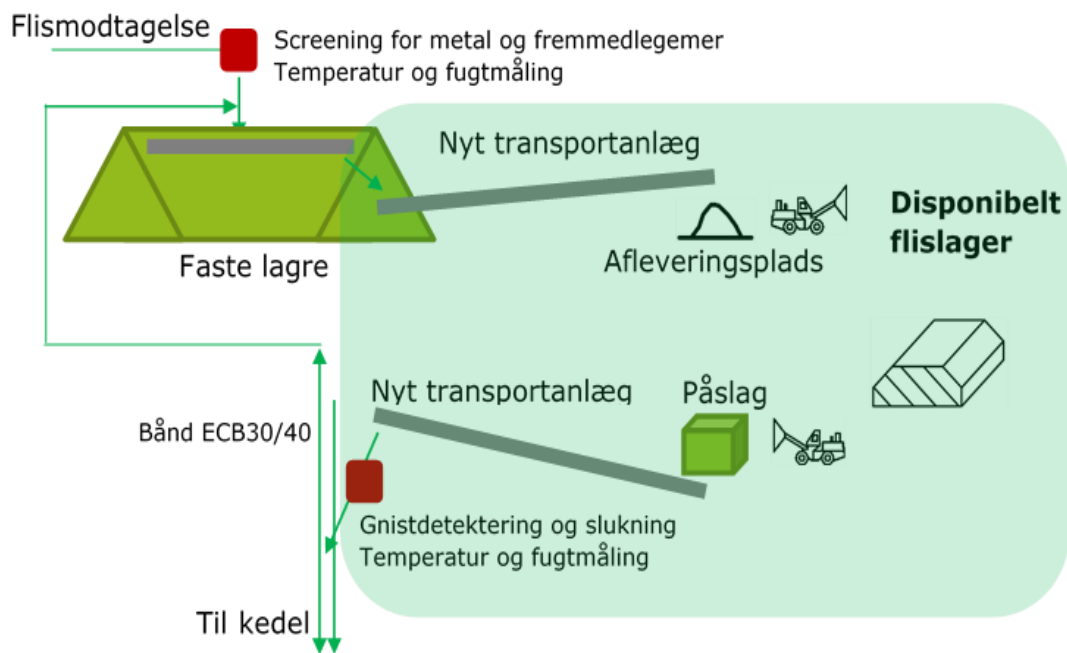 Flismodtagelse
Screening for metal og fremmedlegemer
Temperatur og fugtmåling
Nyt transportanlæg
Disponibelt
flislager
Afleveringsplads
Faste lagre
Nyt transportanlæg
Påslag
Bånd ECB30/40
Gnistdetektering og slukning
Temperatur og fugtmåling
Til kedel